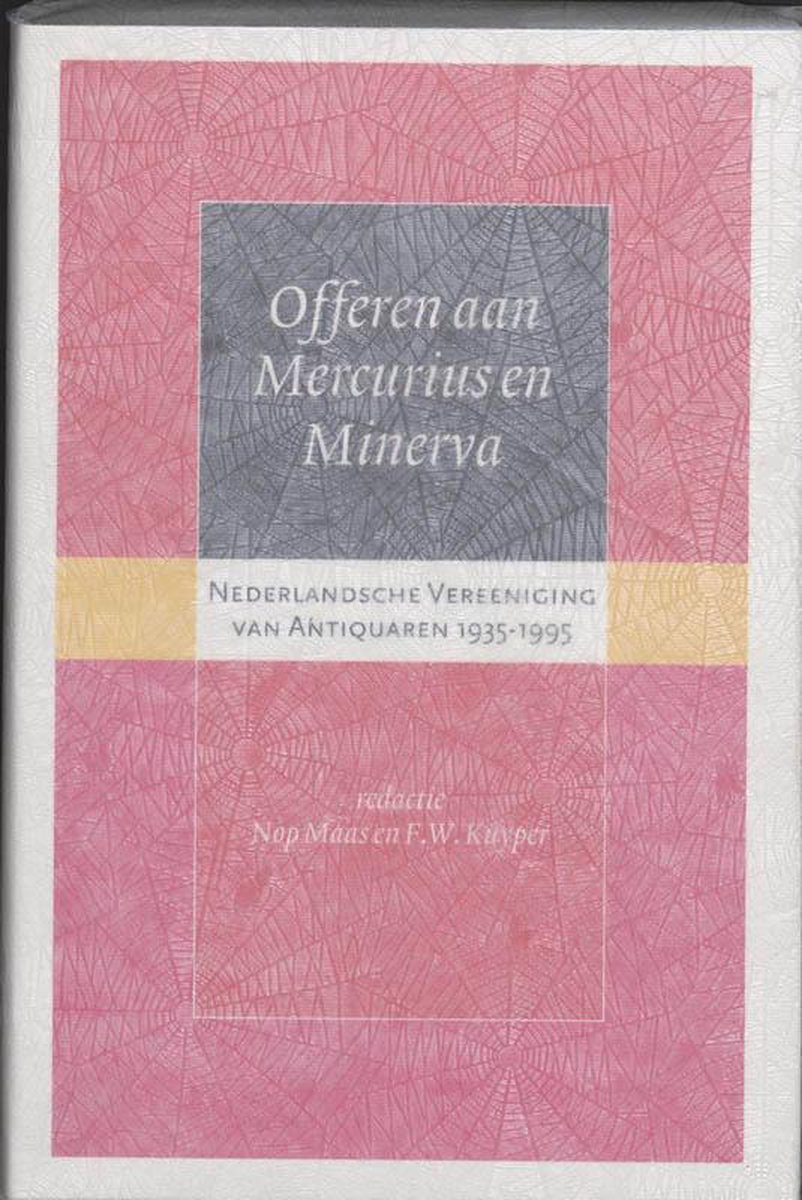 Offeren aan
Mercurius en
Minerva
NEDERLANDSCHE VEREENIGING
VAN ANTIQUAREN 1935-1995
redactie
Nop Maas en F.W. Kuyper